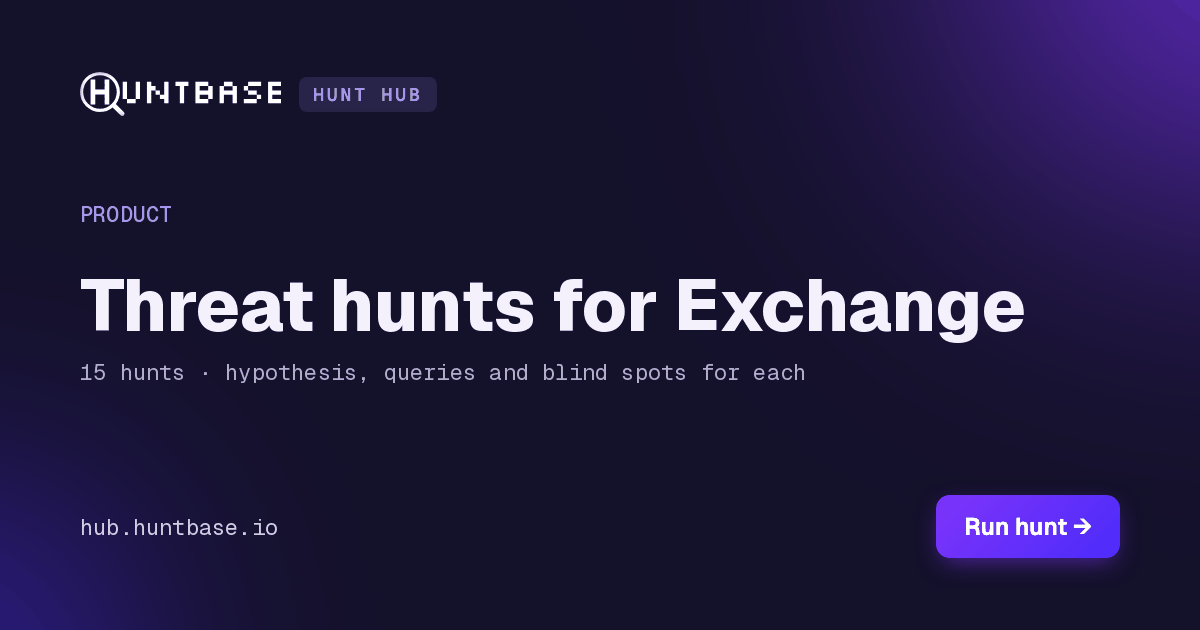 HUNTBASE HUNT HUB
PRODUCT
Threat hunts for Exchange
15 hunts · hypothesis, queries and blind spots for each
hub.huntbase.io
Run hunt →